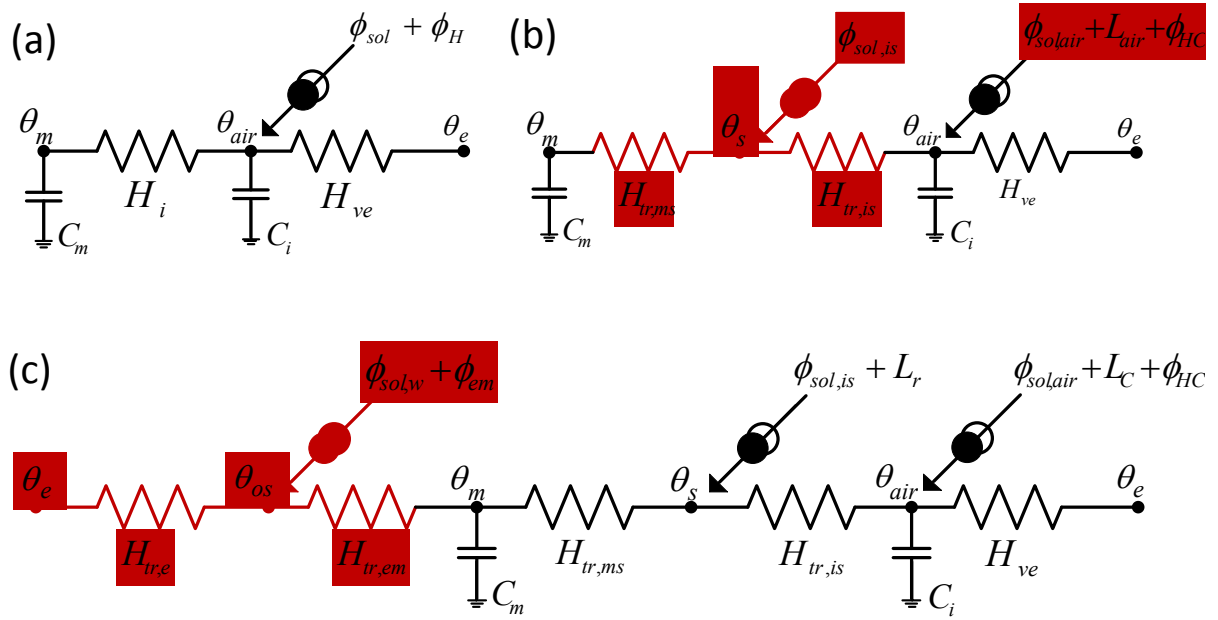 (a)
ϕsol + ϕH
θm
θair
θe
Hi
Hve
Cm
Ci
(b)
ϕsol,is
ϕsol,air+Lair+ϕHC
θm
θs
θair
θe
Htr,ms
Htr,is
Hve
Cm
Ci
(c)
ϕsol,w+ϕem
ϕsol,is + Lr
ϕsol,air+LC+ϕHC
θe
θos
θm
θs
θair
θe
Htr,e
Htr,em
Htr,ms
Htr,is
Hve
Cm
Ci